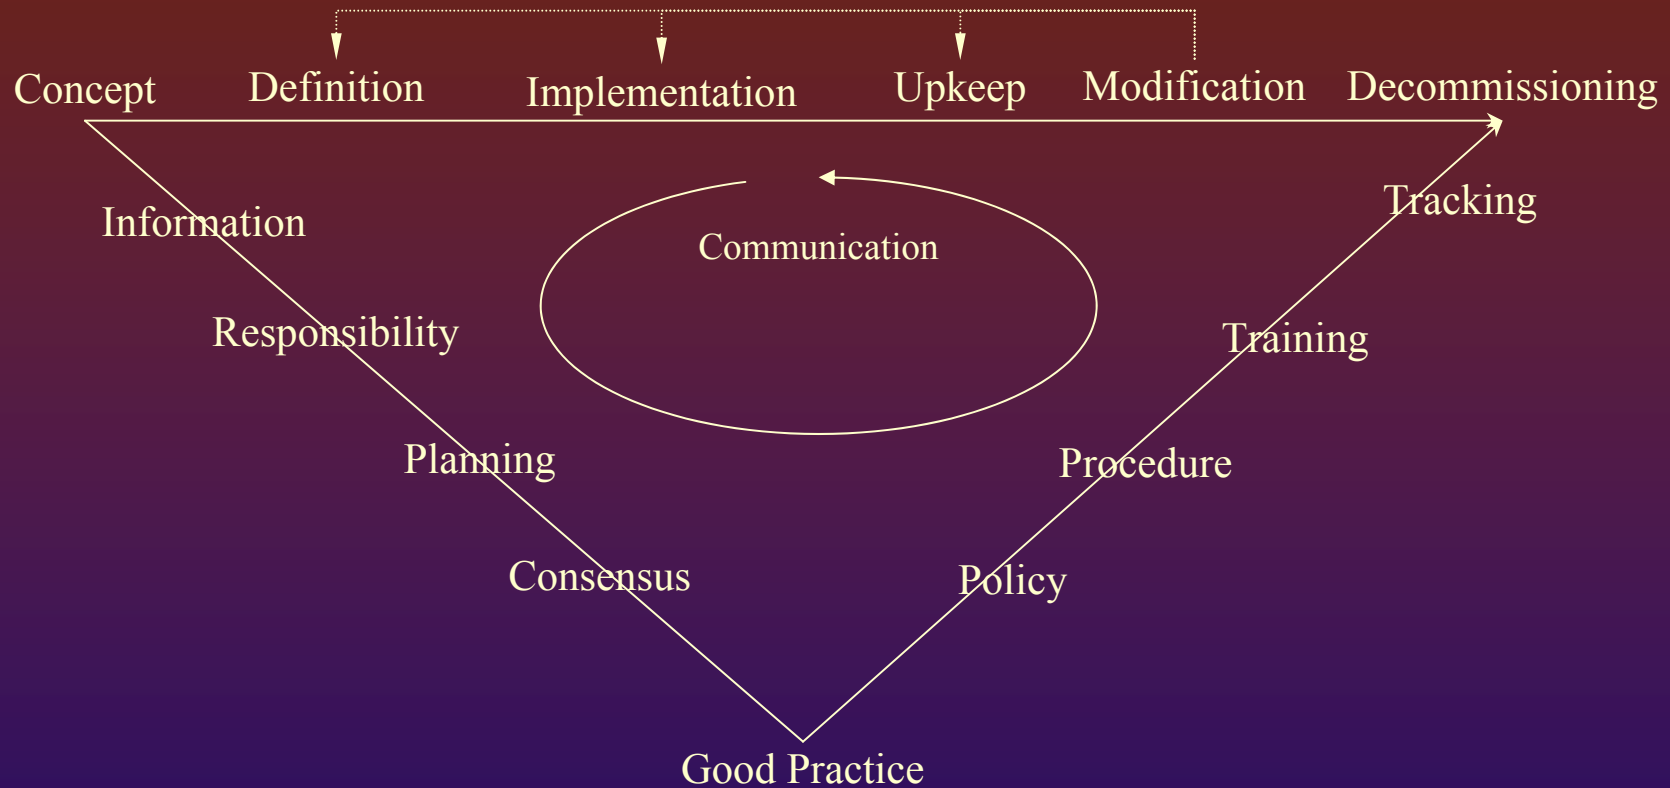 Concept
Definition
Implementation
Upkeep
Modification
Decommissioning
Information
Tracking
Communication
Responsibility
Training
Planning
Procedure
Consensus
Policy
Good Practice